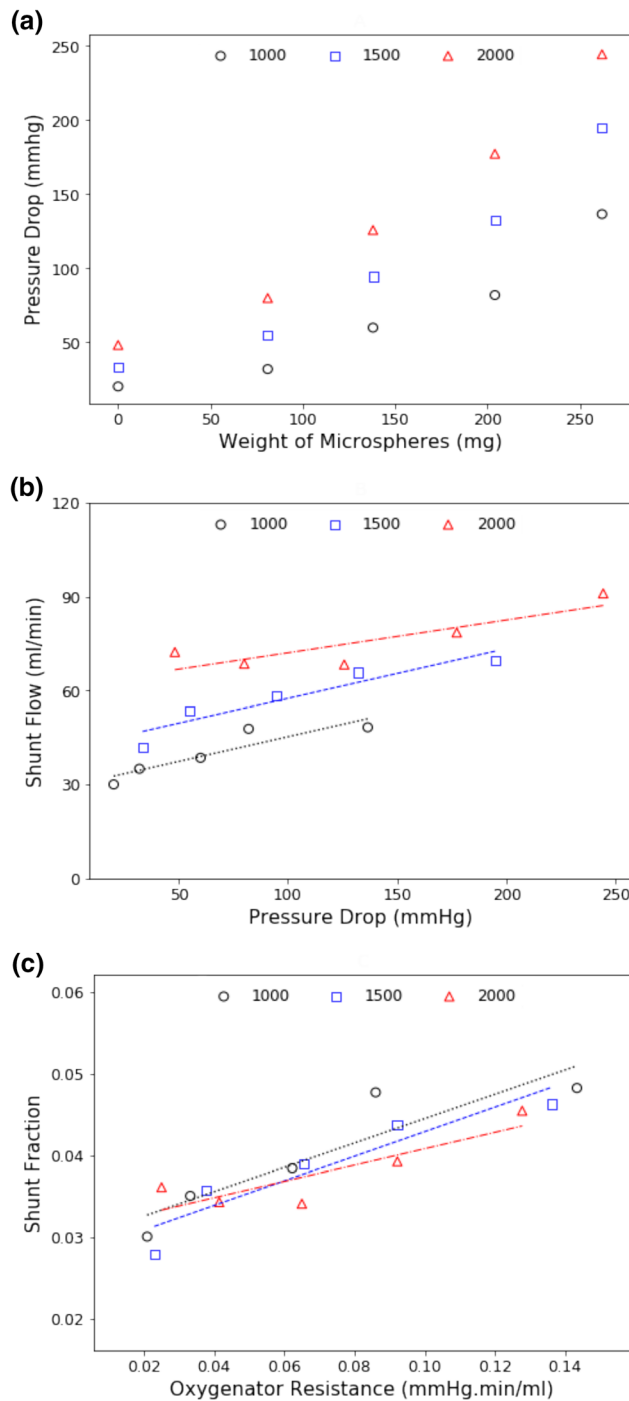 (a)
250
200
150
100
50
Pressure Drop (mmhg)
1000 1500 2000
0 50 100 150 200 250
Weight of Microspheres (mg)
(b)
120
90
60
30
0
Shunt Flow (ml/min)
1000 1500 2000
50 100 150 200 250
Pressure Drop (mmHg)
(c)
0.06
0.05
0.04
0.03
0.02
Shunt Fraction
1000 1500 2000
0.02 0.04 0.06 0.08 0.10 0.12 0.14
Oxygenator Resistance (mmHg.min/ml)